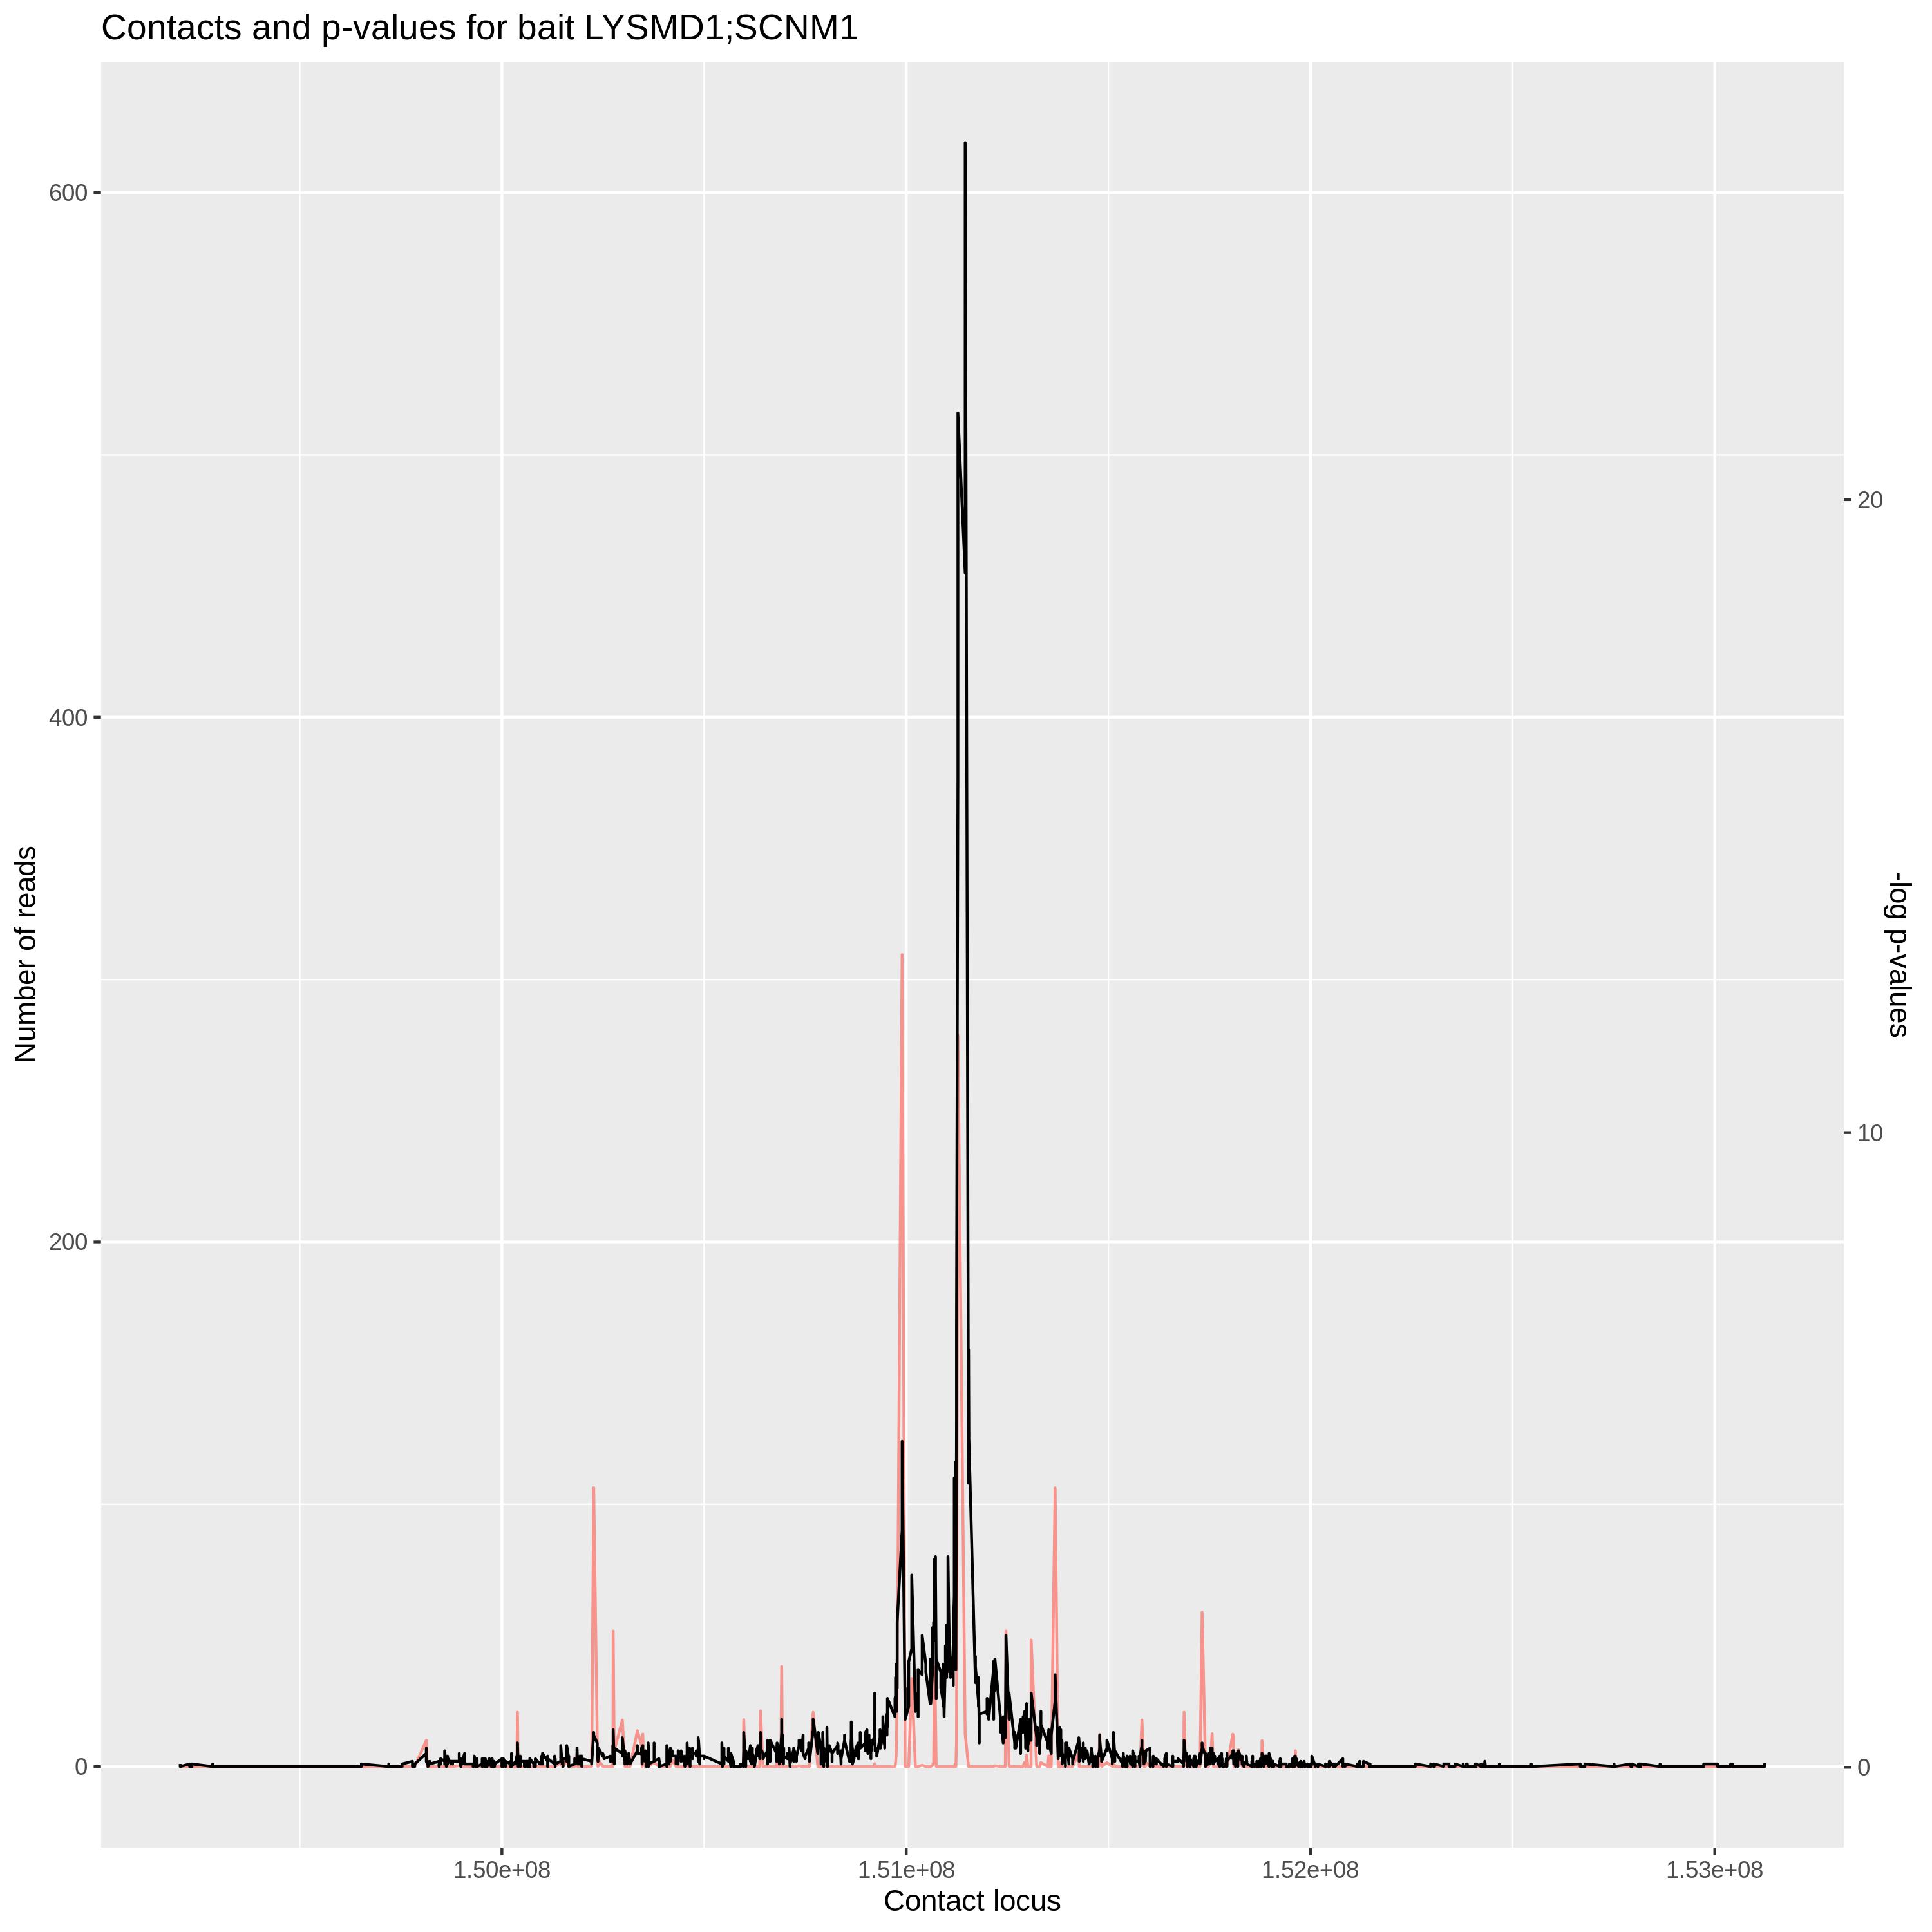 Contacts and p-values for bait LYSMD1;SCNM1
600
400
200
0
Number of reads
20
10
0
-log p-values
1.50e+08
1.51e+08
1.52e+08
1.53e+08
Contact locus